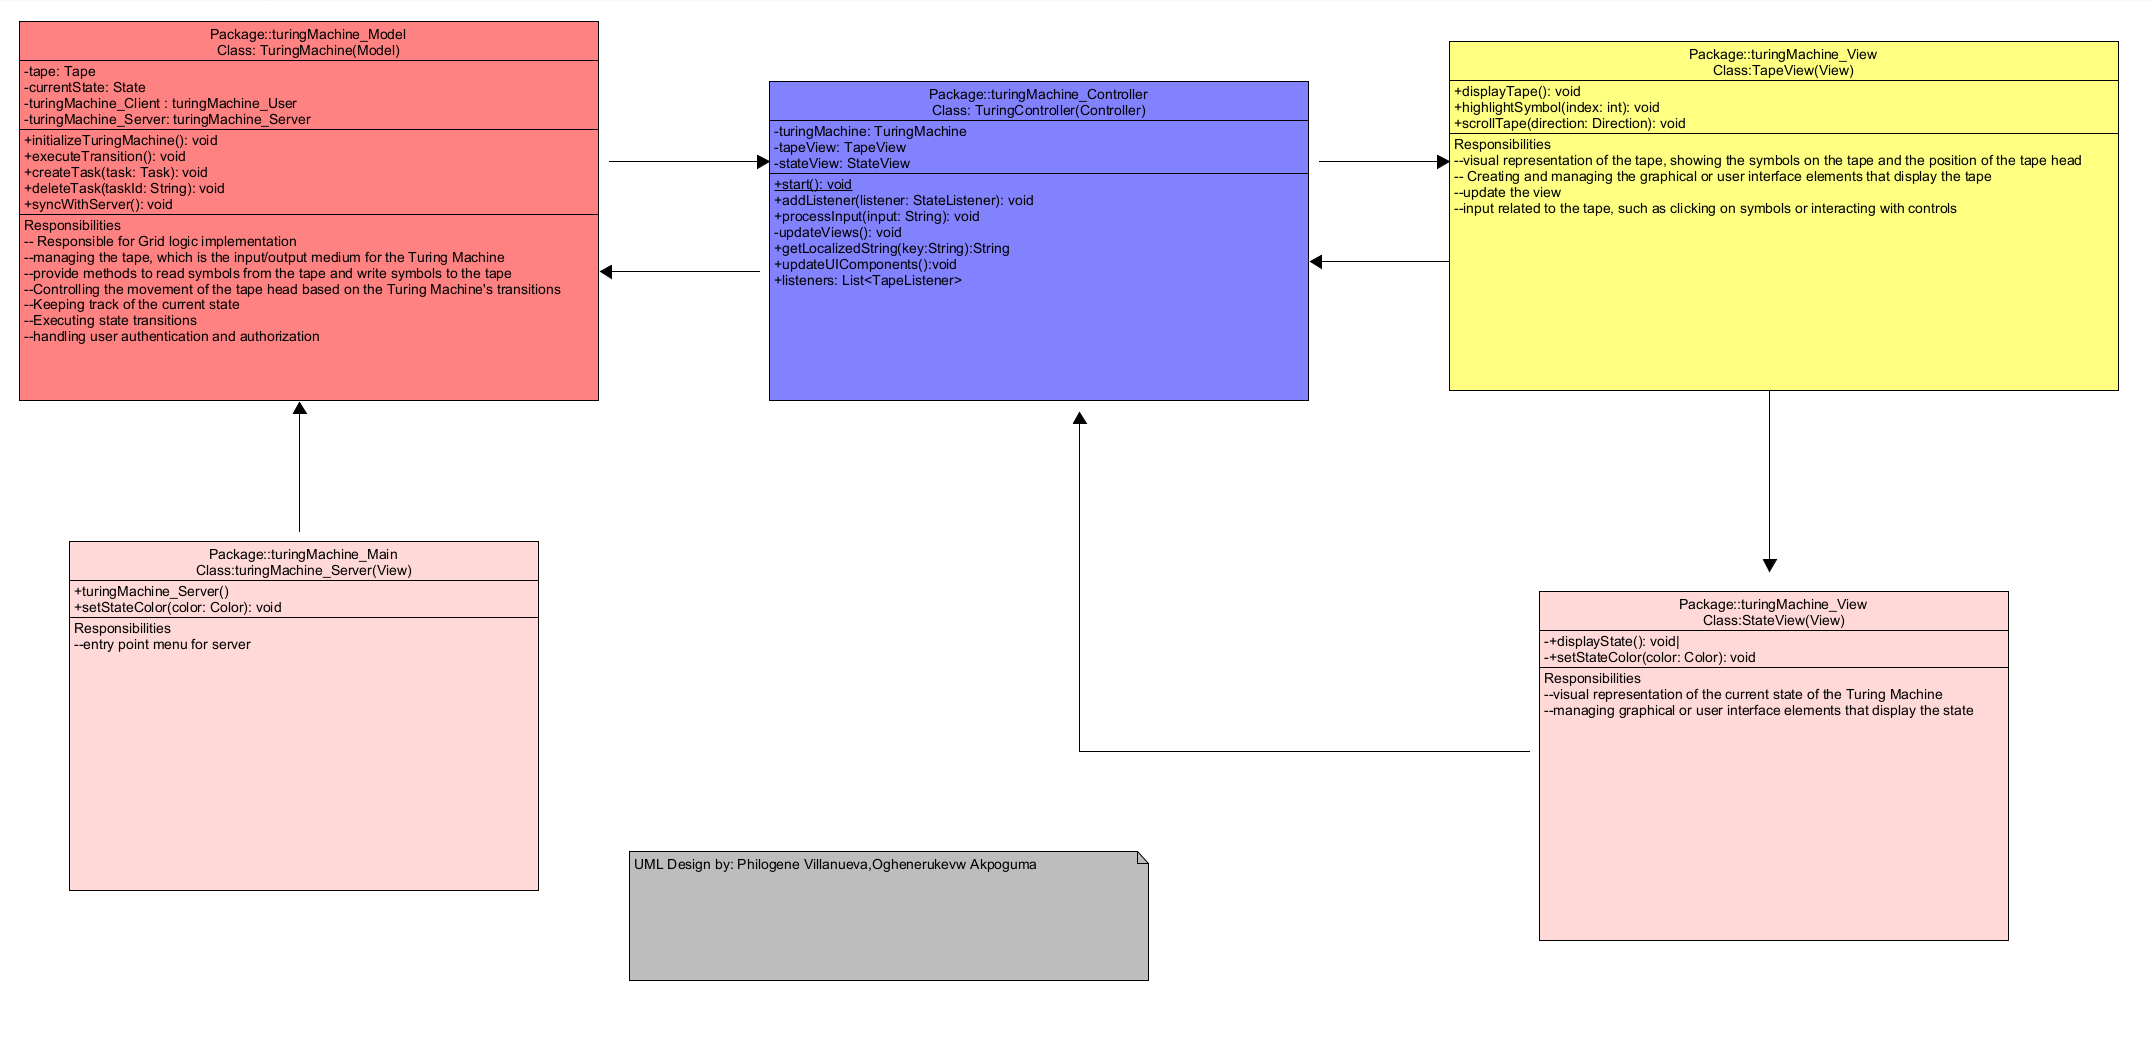 Package::turingMachine_Model
Class: TuringMachine(Model)
-tape: Tape
-currentState: State
-turingMachine_Client : turingMachine_User
-turingMachine_Server: turingMachine_Server
+initializeTuringMachine(): void
+executeTransition(): void
+createTask(task: Task): void
+deleteTask(taskId: String): void
+syncWithServer(): void
Responsibilities
-- Responsible for Grid logic implementation
--managing the tape, which is the input/output medium for the Turing Machine
--provide methods to read symbols from the tape and write symbols to the tape
--Controlling the movement of the tape head based on the Turing Machine's transitions
--Keeping track of the current state
--Executing state transitions
--handling user authentication and authorization
Package::turingMachine_Controller
Class: TuringController(Controller)
-turingMachine: TuringMachine
-tapeView: TapeView
-stateView: StateView
+start(): void
+addListener(listener: StateListener): void
+processInput(input: String): void
-updateViews(): void
+getLocalizedString(key:String):String
+updateUIComponents():void
+listeners: List<TapeListener>
Package::turingMachine_View
Class:TapeView(View)
+displayTape(): void
+highlightSymbol(index: int): void
+scrollTape(direction: Direction): void
Responsibilities
--visual representation of the tape, showing the symbols on the tape and the position of the tape head
-- Creating and managing the graphical or user interface elements that display the tape
--update the view
--input related to the tape, such as clicking on symbols or interacting with controls
Package::turingMachine_Main
Class:turingMachine_Server(View)
+turingMachine_Server()
+setStateColor(color: Color): void
Responsibilities
--entry point menu for server
Package::turingMachine_View
Class:StateView(View)
-+displayState(): void|
-+setStateColor(color: Color): void
Responsibilities
--visual representation of the current state of the Turing Machine
--managing graphical or user interface elements that display the state
UML Design by: Philogene Villanueva,Oghenerukevw Akpoguma